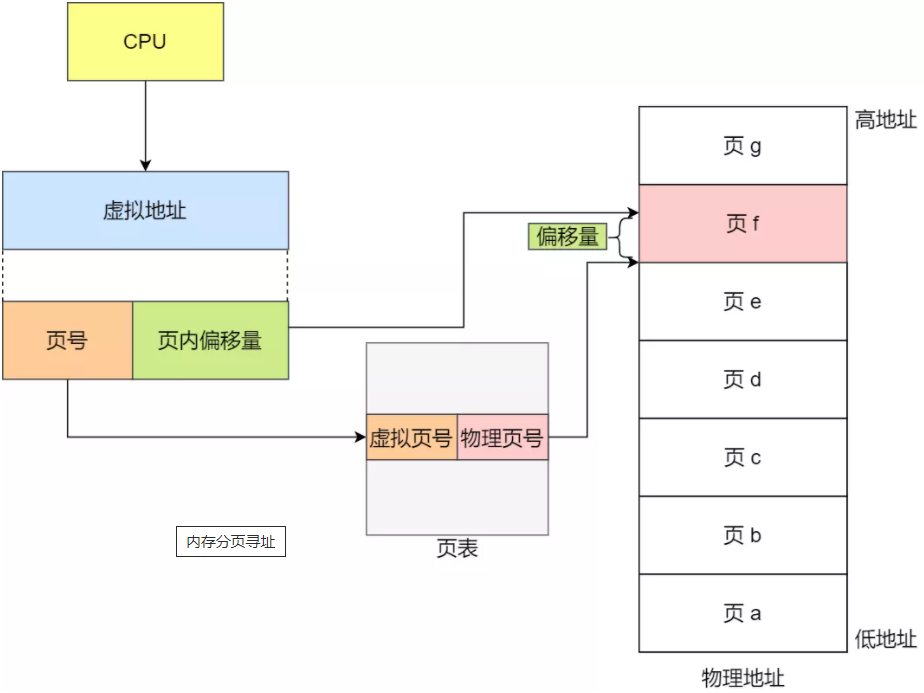 CPU
虚拟地址
页号
页内偏移量
虚拟页号
物理页号
页表
内存分页寻址
偏移量
高地址
页 g
页 f
页 e
页 d
页 c
页 b
页 a
低地址
物理地址